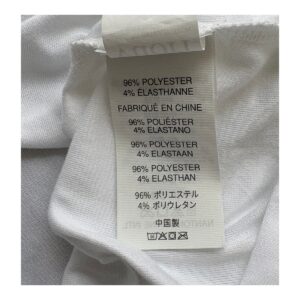 96% POLYESTER
4% ELASTHANNE
FABRIQUÉ EN CHINE
96% POLIÉSTER
4% ELASTANO
96% POLYESTER
4% ELASTAAN
96% POLYESTER
4% ELASTHAN
96% ポリエステル
4% ポリウレタン
中国製